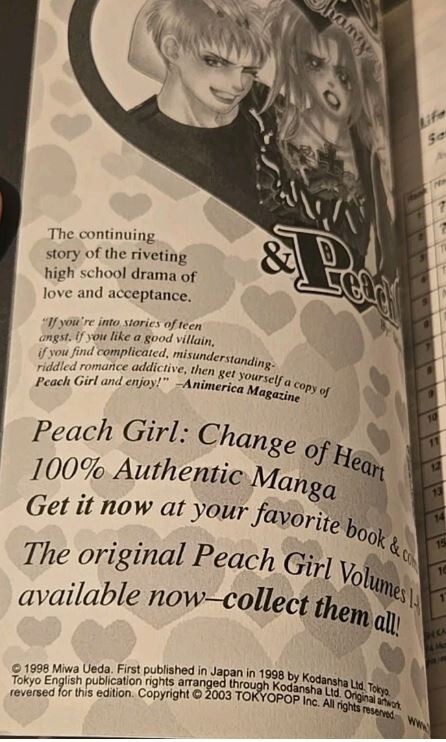 &
Peach
The continuing
story of the riveting
high school drama of
love and acceptance.
"If you're into stories of teen
angst, if you like a good villain,
if you find complicated, misunderstanding-
riddled romance addictive, then get yourself a copy of
Peach Girl and enjoy!" –Animerica Magazine
Peach Girl: Change of Heart
100% Authentic Manga
Get it now at your favorite book &
The original Peach Girl Volumes
available now–collect them all!
© 1998 Miwa Ueda. First published in Japan in 1998 by Kodansha Ltd. Tokyo.
Tokyo English publication rights arranged through Kodansha Ltd. Original artwork
reversed for this edition. Copyright © 2003 TOKYOPOP Inc. All rights reserved.